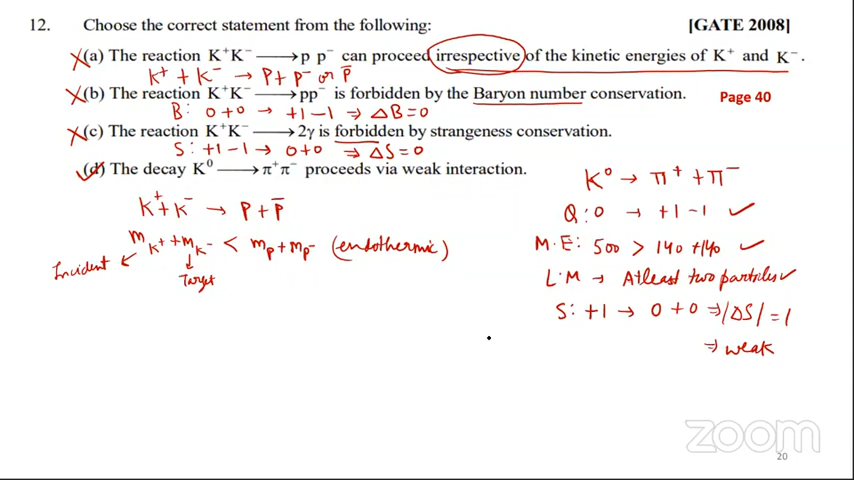 12. Choose the correct statement from the following: [GATE 2008]
(a) The reaction K⁺K⁻ ⟶ p p⁻ can proceed irrespective of the kinetic energies of K⁺ and K⁻.
K⁺ + K⁻ → P + P⁻ or P̅
(b) The reaction K⁺K⁻ ⟶ pp⁻ is forbidden by the Baryon number conservation. Page 40
B: 0+0 → +1 −1 ⇒ ΔB=0
(c) The reaction K⁺K⁻ ⟶ 2γ is forbidden by strangeness conservation.
S: +1 −1 → 0+0 ⇒ ΔS=0
(d) The decay K⁰ ⟶ π⁺π⁻ proceeds via weak interaction.
K⁺ + K⁻ → P + P̅
m_K⁺ + m_K⁻ < m_p + m_p⁻ (endothermic)
Incident
Target
K⁰ → π⁺ + π⁻
Q: 0 → +1 −1 ✓
M.E: 500 > 140 + 140 ✓
L.M → Atleast two particles ✓
S: +1 → 0 + 0 ⇒ |ΔS| = 1
⇒ weak
zoom
20